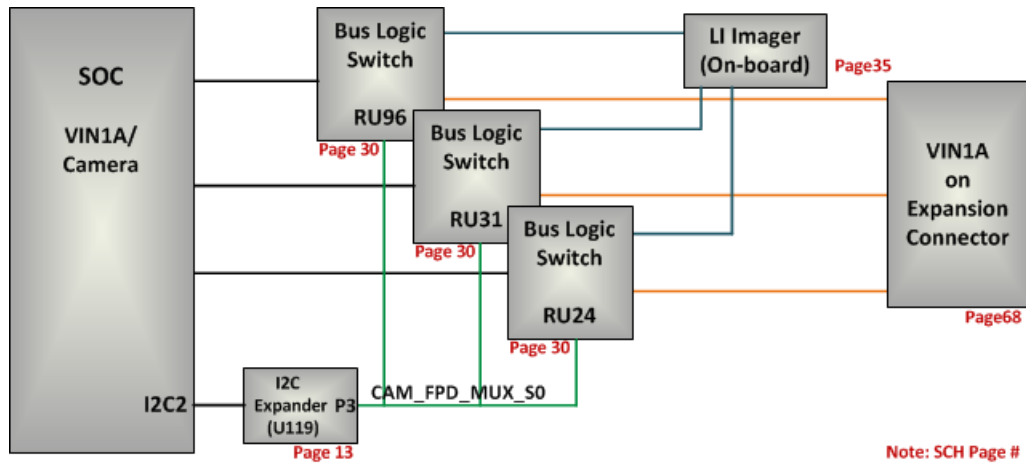 SOC
VIN1A/
Camera
I2C2
Bus Logic
Switch
RU96
Page 30
Bus Logic
Switch
RU31
Page 30
Bus Logic
Switch
RU24
Page 30
LI Imager
(On-board)
Page35
VIN1A
on
Expansion
Connector
Page68
I2C
Expander P3
(U119)
Page 13
CAM_FPD_MUX_S0
Note: SCH Page #